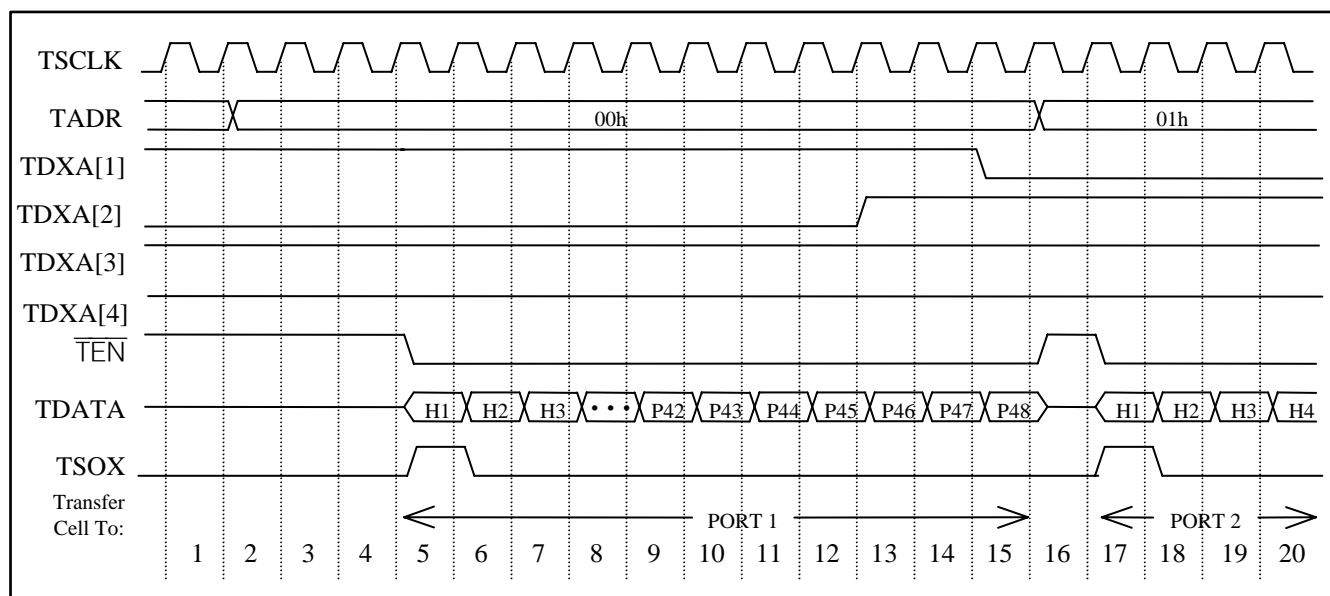 TSCLK
TADR 00h 01h
TDXA[1]
TDXA[2]
TDXA[3]
TDXA[4]
TEN
TDATA H1 H2 H3 • • • P42 P43 P44 P45 P46 P47 P48 H1 H2 H3 H4
TSOX
Transfer
Cell To: PORT 1 PORT 2
1 2 3 4 5 6 7 8 9 10 11 12 13 14 15 16 17 18 19 20